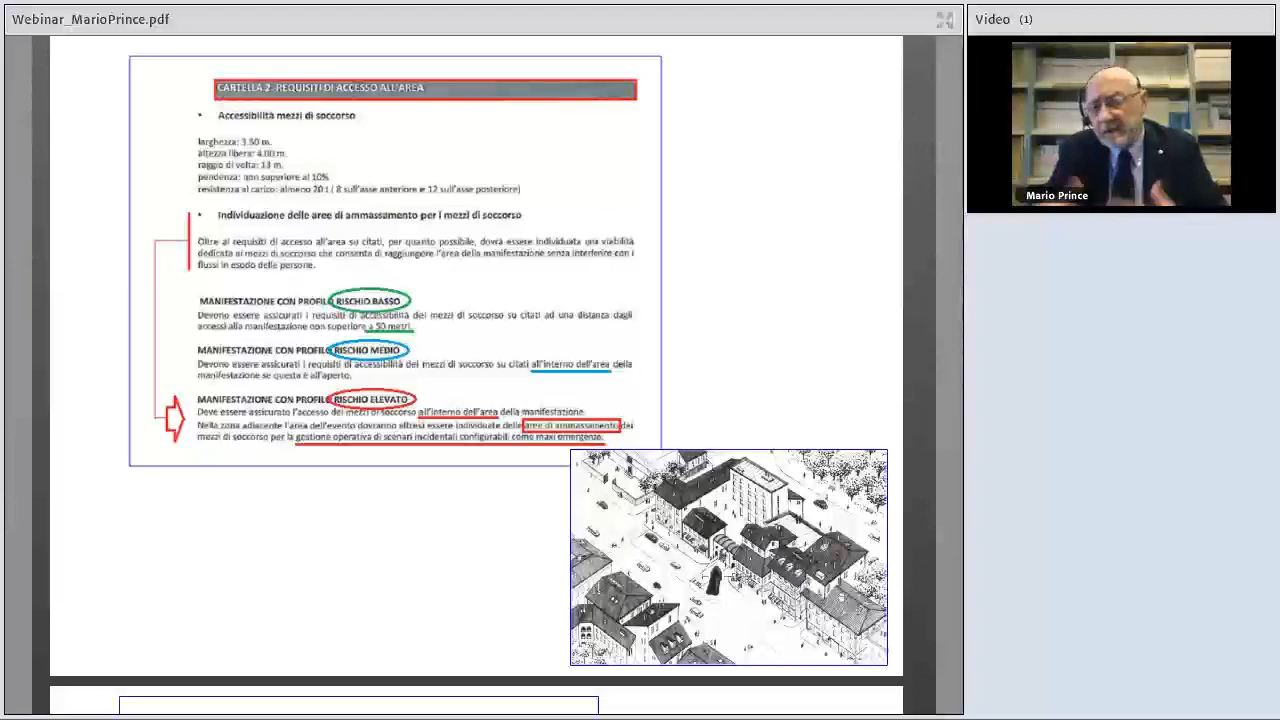 Webinar_MarioPrince.pdf
CARTELLA 2. REQUISITI DI ACCESSO ALL'AREA
• Accessibilità mezzi di soccorso
larghezza: 3.50 m.
altezza libera: 4.00 m.
raggio di volta: 13 m.
pendenza: non superiore al 10%
resistenza al carico: almeno 20 t ( 8 sull'asse anteriore e 12 sull'asse posteriore)
• Individuazione delle aree di ammassamento per i mezzi di soccorso
Oltre ai requisiti di accesso all'area su citati, per quanto possibile, dovrà essere individuata una viabilità
dedicata ai mezzi di soccorso che consenta di raggiungere l'area della manifestazione senza interferire con i
flussi in esodo delle persone.
MANIFESTAZIONE CON PROFILO RISCHIO BASSO
Devono essere assicurati i requisiti di accessibilità dei mezzi di soccorso su citati ad una distanza dagli
accessi alla manifestazione non superiore a 50 metri.
MANIFESTAZIONE CON PROFILO RISCHIO MEDIO
Devono essere assicurati i requisiti di accessibilità dei mezzi di soccorso su citati all'interno dell'area della
manifestazione se questa è all'aperto.
MANIFESTAZIONE CON PROFILO RISCHIO ELEVATO
Deve essere assicurato l'accesso dei mezzi di soccorso all'interno dell'area della manifestazione
Nella zona adiacente l'area dell'evento dovranno altresì essere individuate delle aree di ammassamento dei
mezzi di soccorso per la gestione operativa di scenari incidentali configurabili come maxi emergenze.
Video (1)
Mario Prince